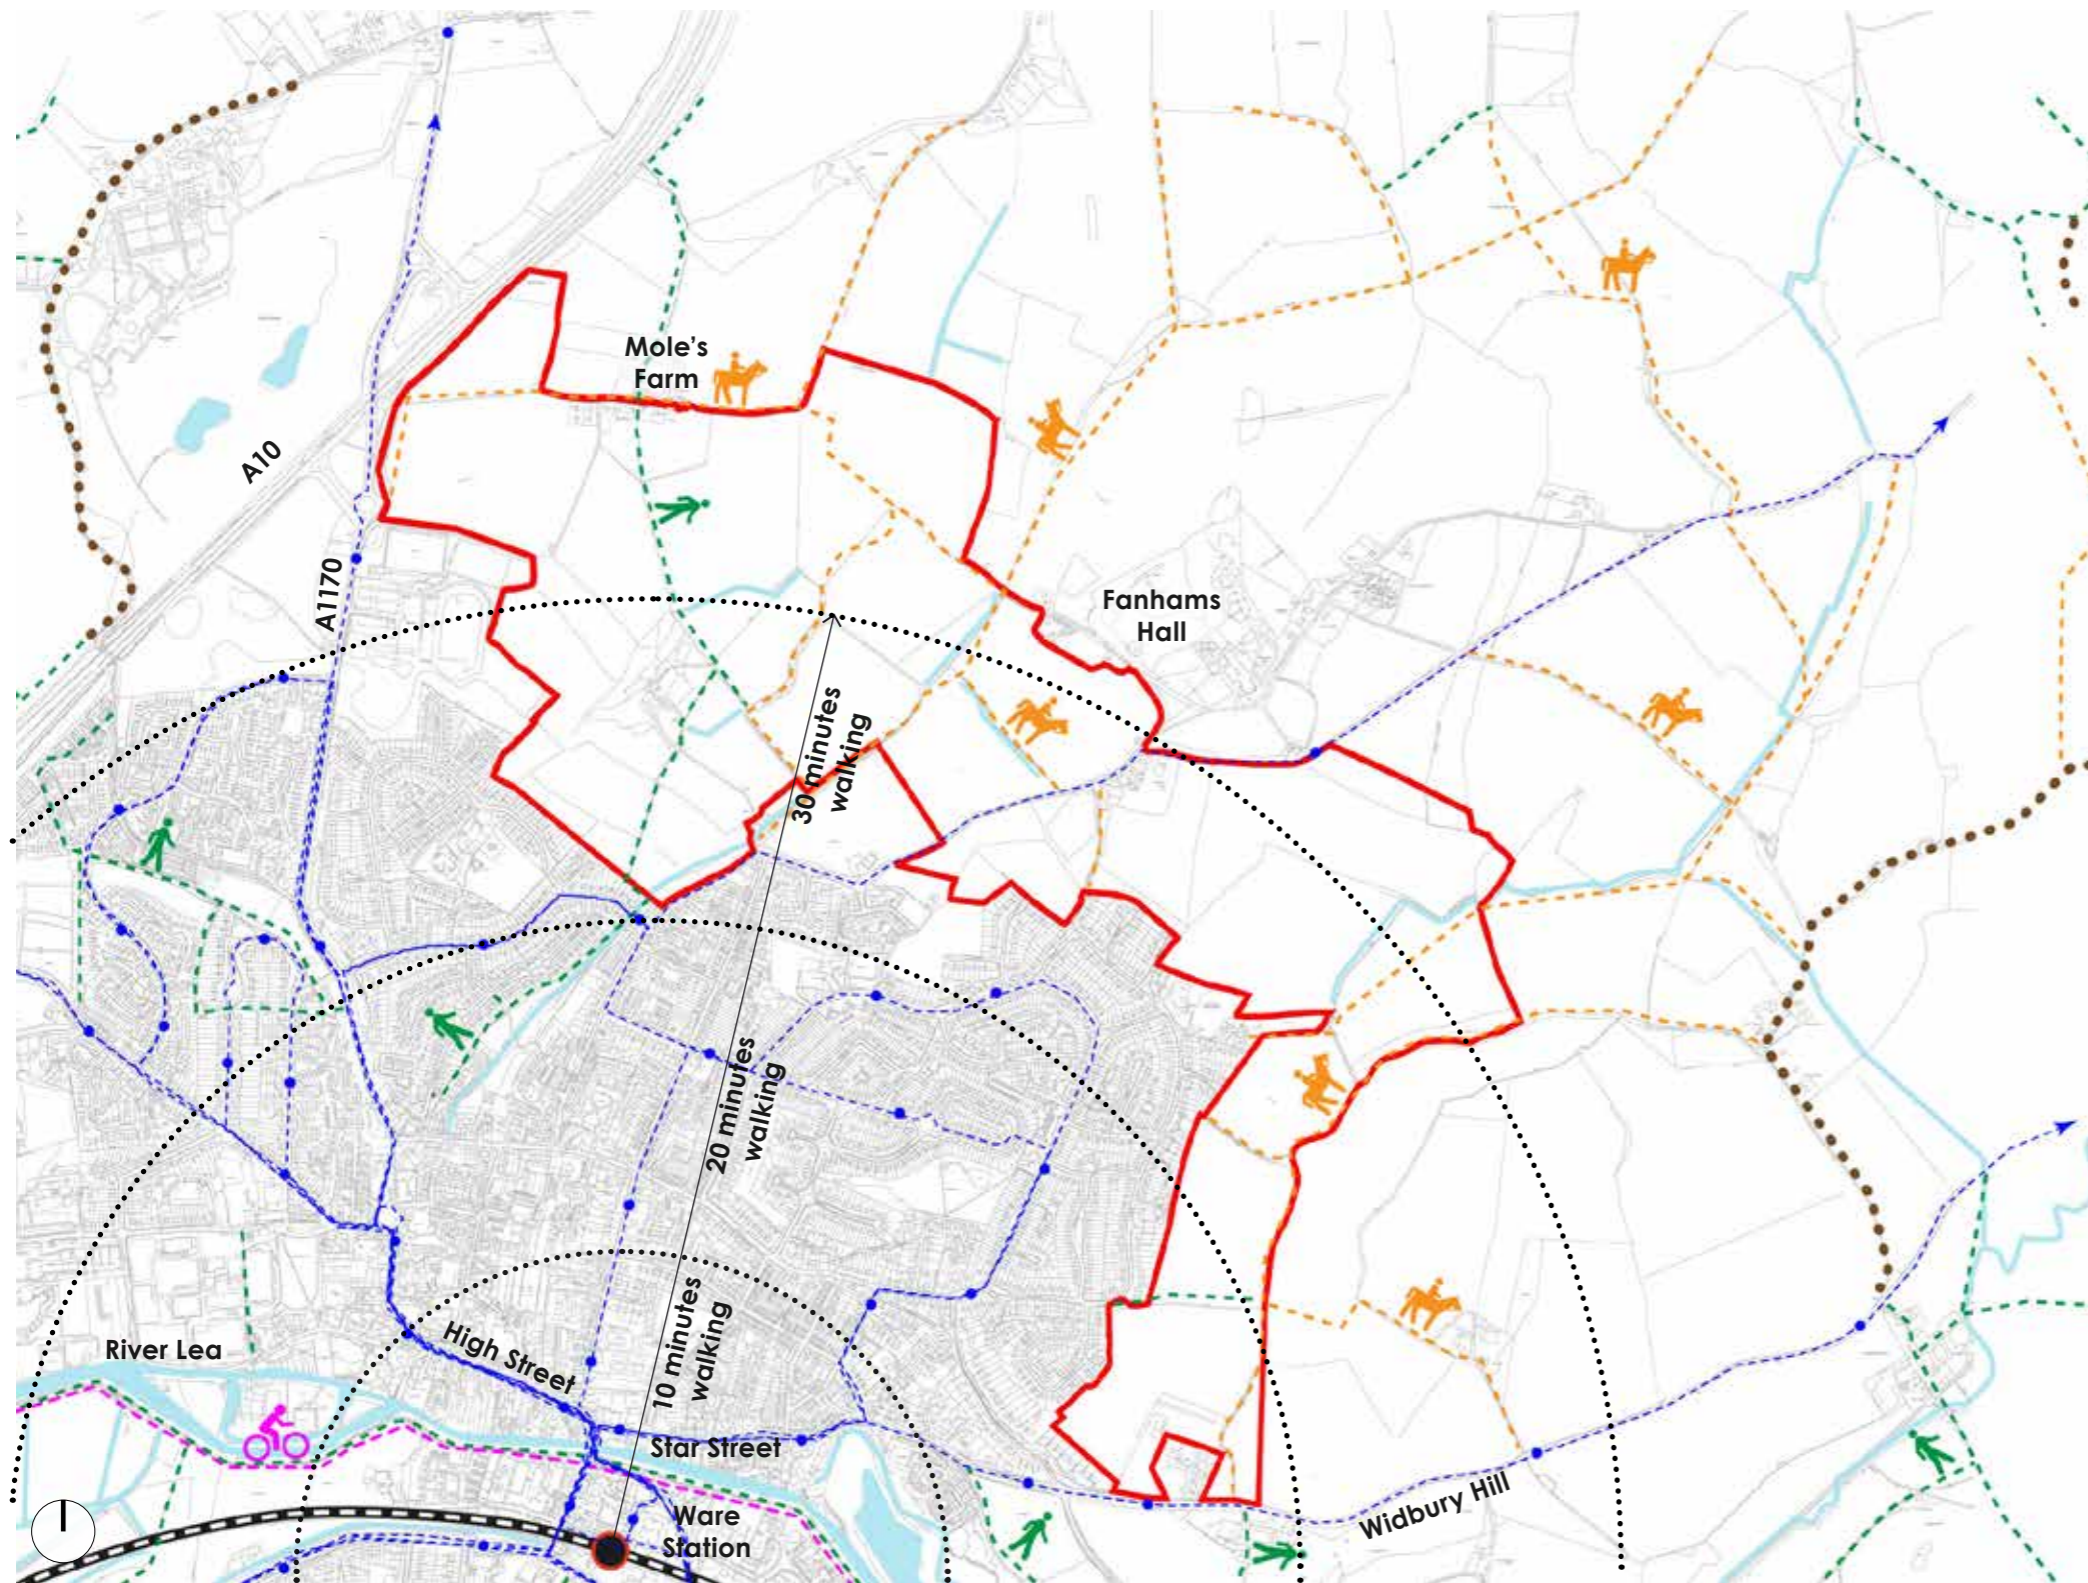 Mole's
Farm
A10
A1170
Fanhams
Hall
30 minutes
walking
20 minutes
walking
10 minutes
walking
River Lea
High Street
Star Street
Ware
Station
Widbury Hill